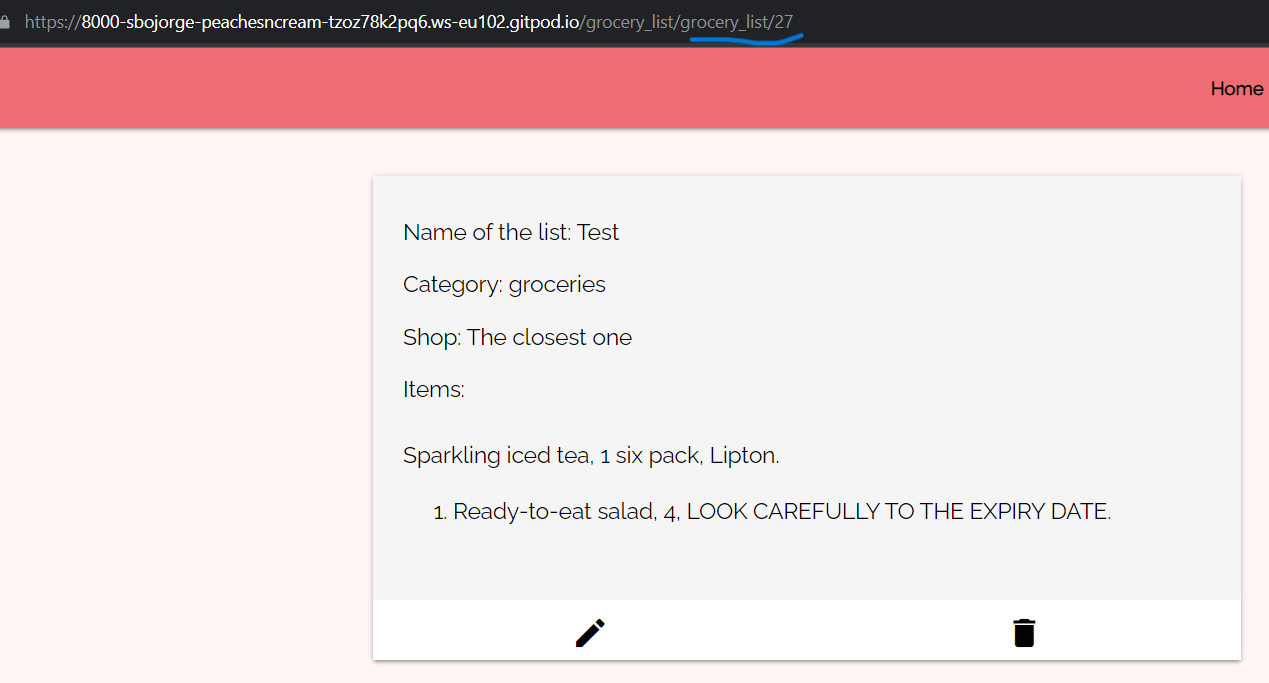 https://8000-sbojorge-peachesncream-tzoz78k2pq6.ws-eu102.gitpod.io/grocery_list/grocery_list/27
Home
Name of the list: Test
Category: groceries
Shop: The closest one
Items:
Sparkling iced tea, 1 six pack, Lipton.
1. Ready-to-eat salad, 4, LOOK CAREFULLY TO THE EXPIRY DATE.